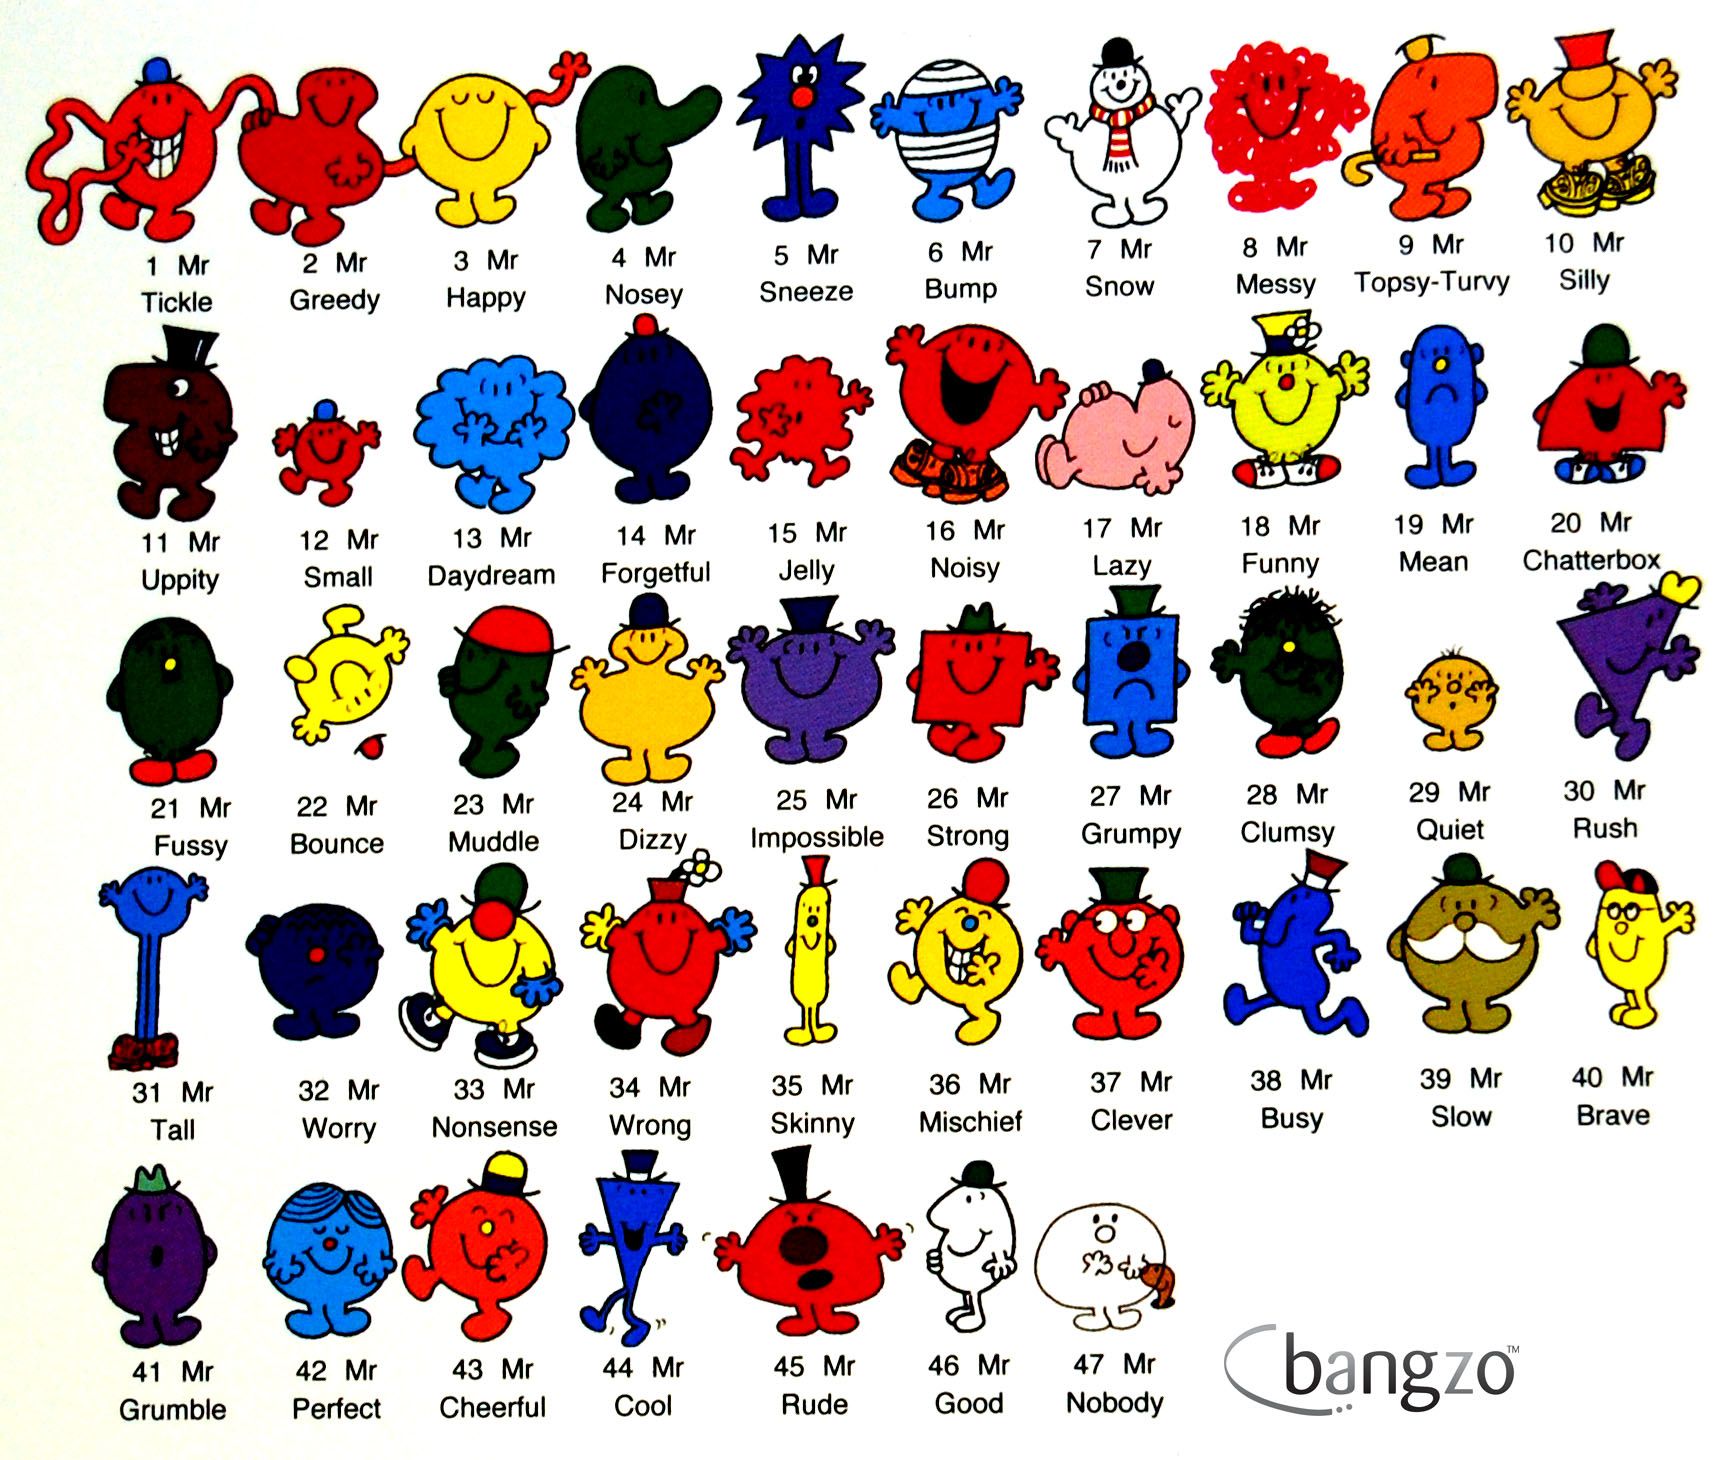 1 Mr 2 Mr 3 Mr 4 Mr 5 Mr 6 Mr 7 Mr 8 Mr 9 Mr 10 Mr
Tickle Greedy Happy Nosey Sneeze Bump Snow Messy Topsy-Turvy Silly
11 Mr 12 Mr 13 Mr 14 Mr 15 Mr 16 Mr 17 Mr 18 Mr 19 Mr 20 Mr
Uppity Small Daydream Forgetful Jelly Noisy Lazy Funny Mean Chatterbox
21 Mr 22 Mr 23 Mr 24 Mr 25 Mr 26 Mr 27 Mr 28 Mr 29 Mr 30 Mr
Fussy Bounce Muddle Dizzy Impossible Strong Grumpy Clumsy Quiet Rush
31 Mr 32 Mr 33 Mr 34 Mr 35 Mr 36 Mr 37 Mr 38 Mr 39 Mr 40 Mr
Tall Worry Nonsense Wrong Skinny Mischief Clever Busy Slow Brave
41 Mr 42 Mr 43 Mr 44 Mr 45 Mr 46 Mr 47 Mr
Grumble Perfect Cheerful Cool Rude Good Nobody
bangzo™